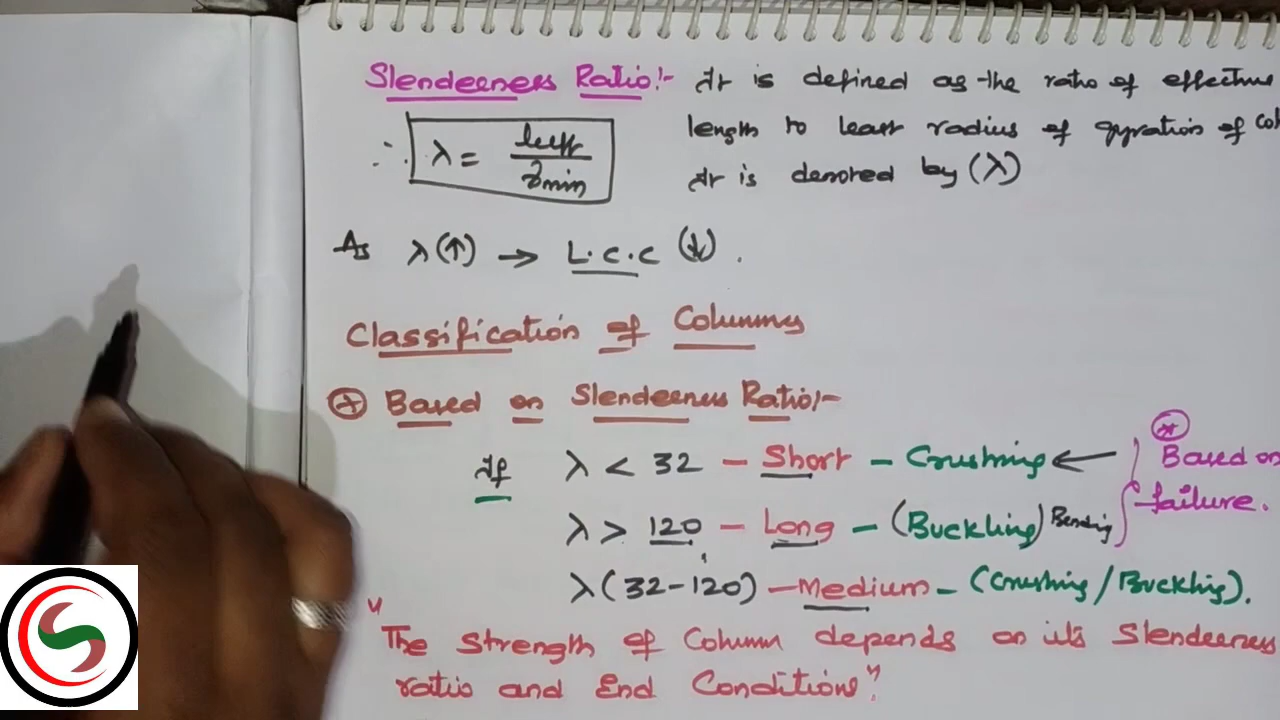 Slendeeness Ratio:- It is defined as the ratio of effective
length to least radius of gyration of Col
It is denoted by (λ)
∴ λ = leff / rmin
As λ(↑) → L.C.C (↓).
Classification of Columns
* Based on Slendeeness Ratio:-
If λ < 32 - Short - Crushing ←
λ > 120 - Long - (Buckling) Bending
λ(32-120) - Medium - (Crushing / Buckling).
* Based on
failure.
"The Strength of Column depends on its Slendeeness
ratio and End Conditions".